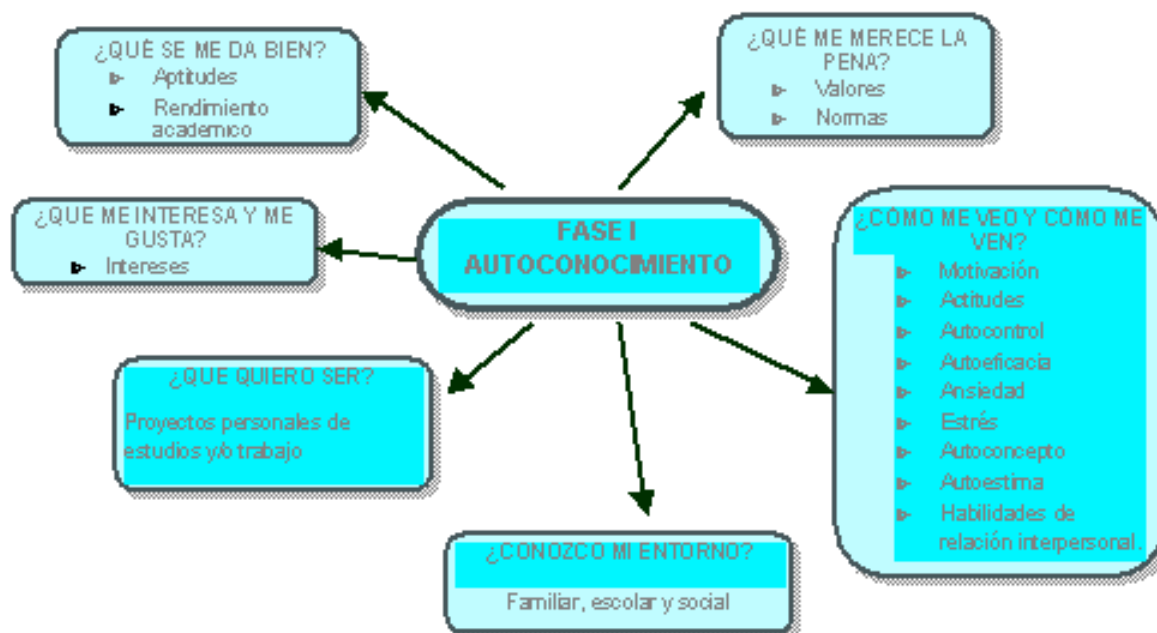 ¿QUÉ SE ME DA BIEN?
Aptitudes
Rendimiento
academico
¿QUÉ ME MERECE LA
PENA?
Valores
Normas
¿QUE ME INTERESA Y ME
GUSTA?
Intereses
FASE I
AUTOCONOCIMIENTO
¿CÓMO ME VEO Y CÓMO ME
VEN?
Motivación
Actitudes
Autocontrol
Autoeficacia
Ansiedad
Estrés
Autoconcepto
Autoestima
Habilidades de
relación interpersonal.
¿QUE QUIERO SER?
Proyectos personales de
estudios y/o trabajo
¿CONOZCO MI ENTORNO?
Familiar, escolar y social